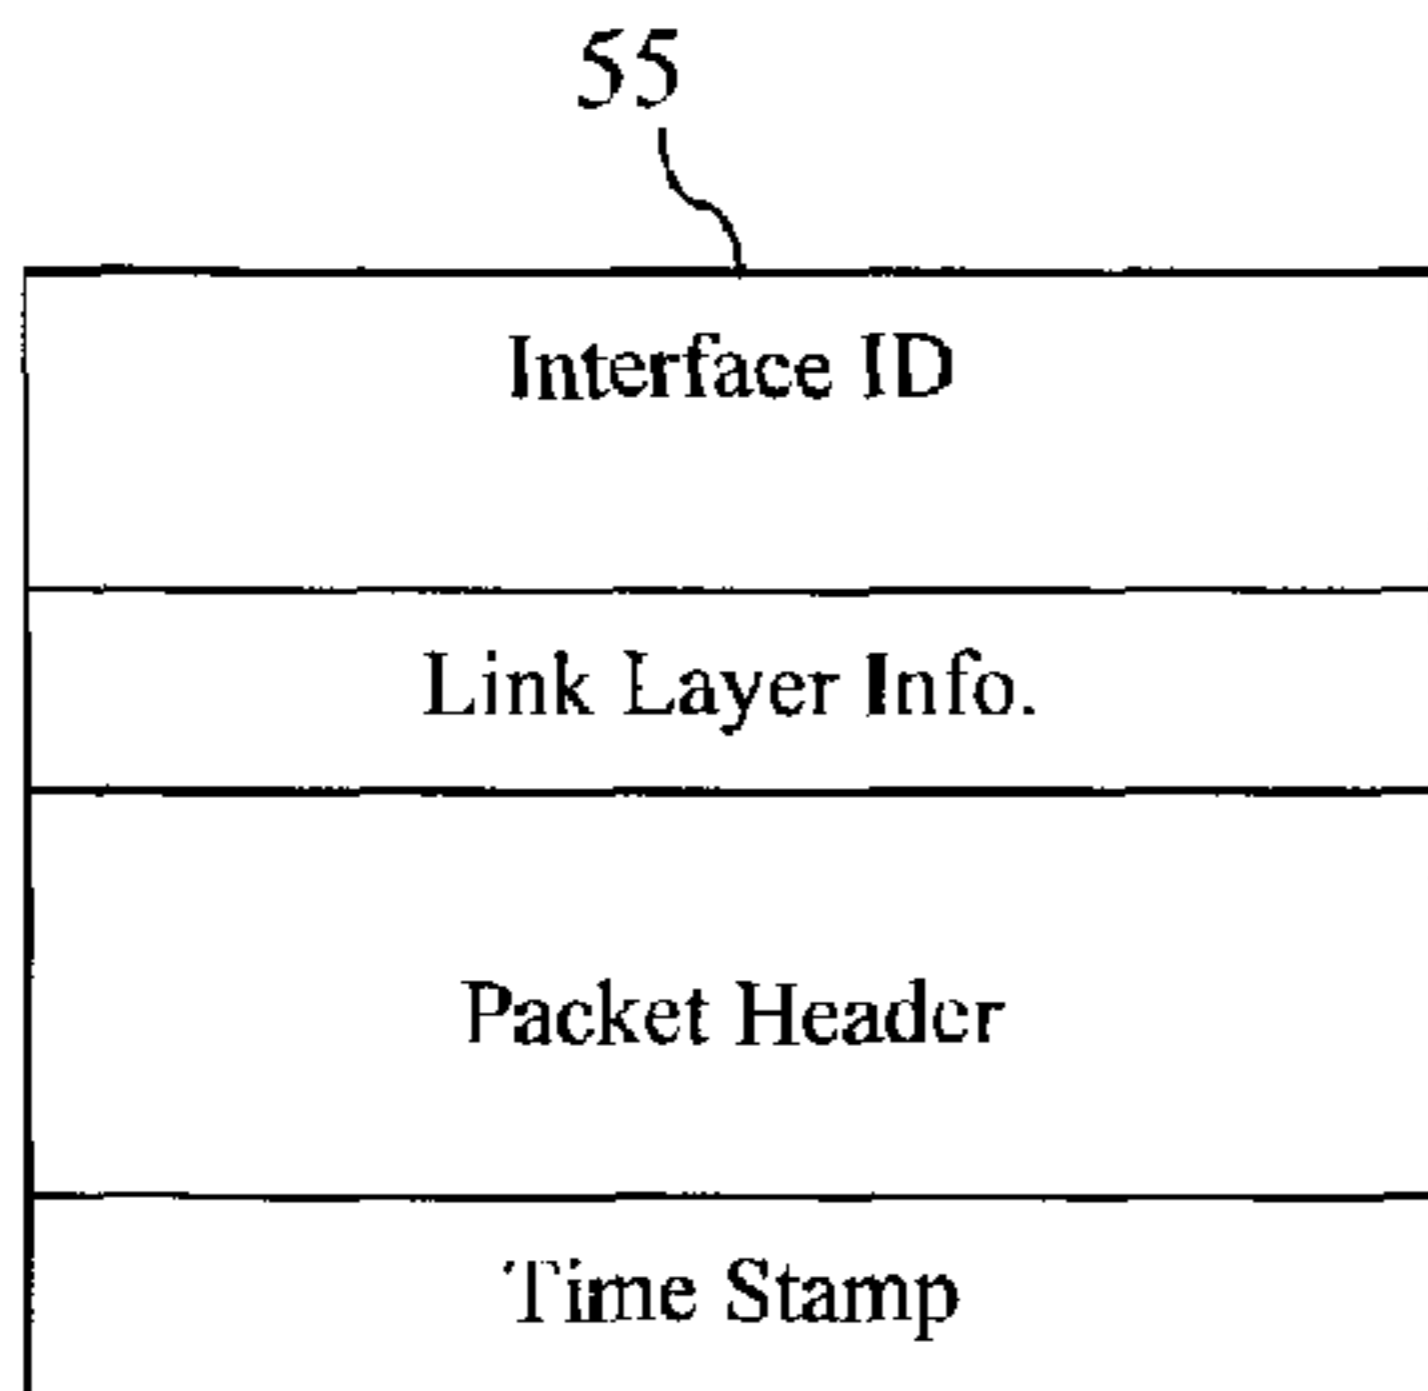 55
Interface ID
Link Layer Info.
Packet Header
Time Stamp